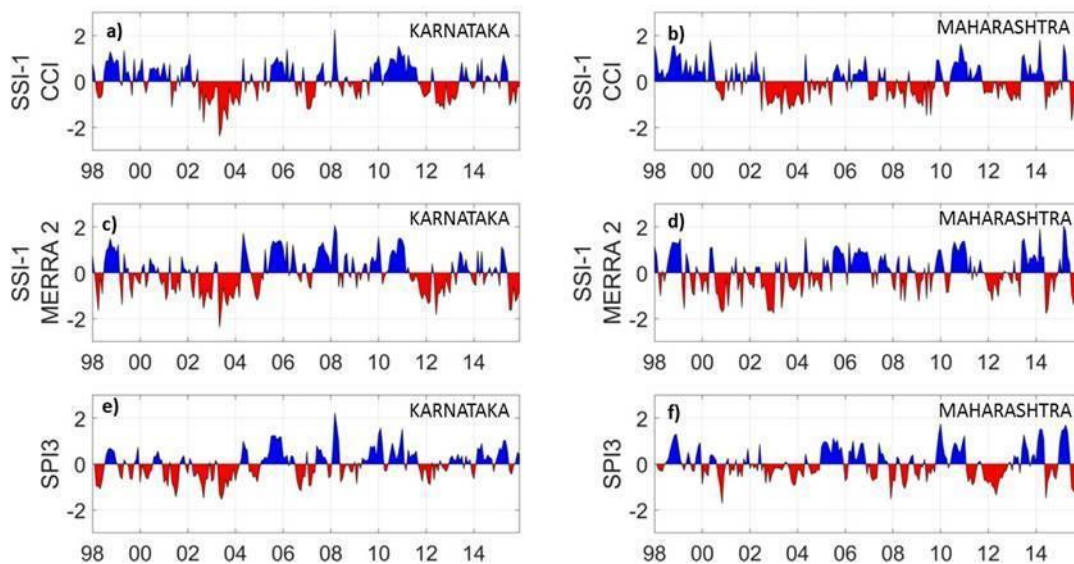 a) KARNATAKA
SSI-1
CCI
2
0
-2
98 00 02 04 06 08 10 12 14
b) MAHARASHTRA
SSI-1
CCI
2
0
-2
98 00 02 04 06 08 10 12 14
c) KARNATAKA
SSI-1
MERRA 2
2
0
-2
98 00 02 04 06 08 10 12 14
d) MAHARASHTRA
SSI-1
MERRA 2
2
0
-2
98 00 02 04 06 08 10 12 14
e) KARNATAKA
SPI3
2
0
-2
98 00 02 04 06 08 10 12 14
f) MAHARASHTRA
SPI3
2
0
-2
98 00 02 04 06 08 10 12 14